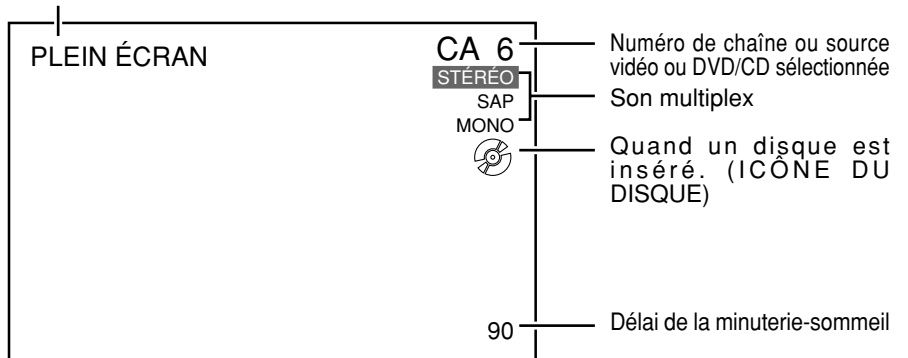 PLEIN ÉCRAN
CA 6
STÉRÉO
SAP
MONO
90
Numéro de chaîne ou source
vidéo ou DVD/CD sélectionnée
Son multiplex
Quand un disque est
inséré. (ICÔNE DU
DISQUE)
Délai de la minuterie-sommeil